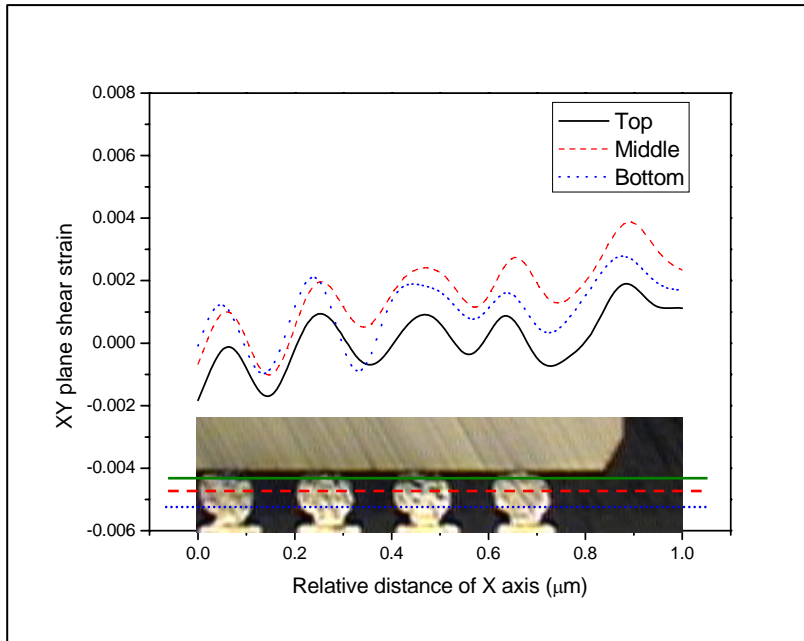 0.008
0.006
0.004
0.002
0.000
-0.002
-0.004
-0.006
XY plane shear strain
Top
Middle
Bottom
0.0 0.2 0.4 0.6 0.8 1.0
Relative distance of X axis (μm)